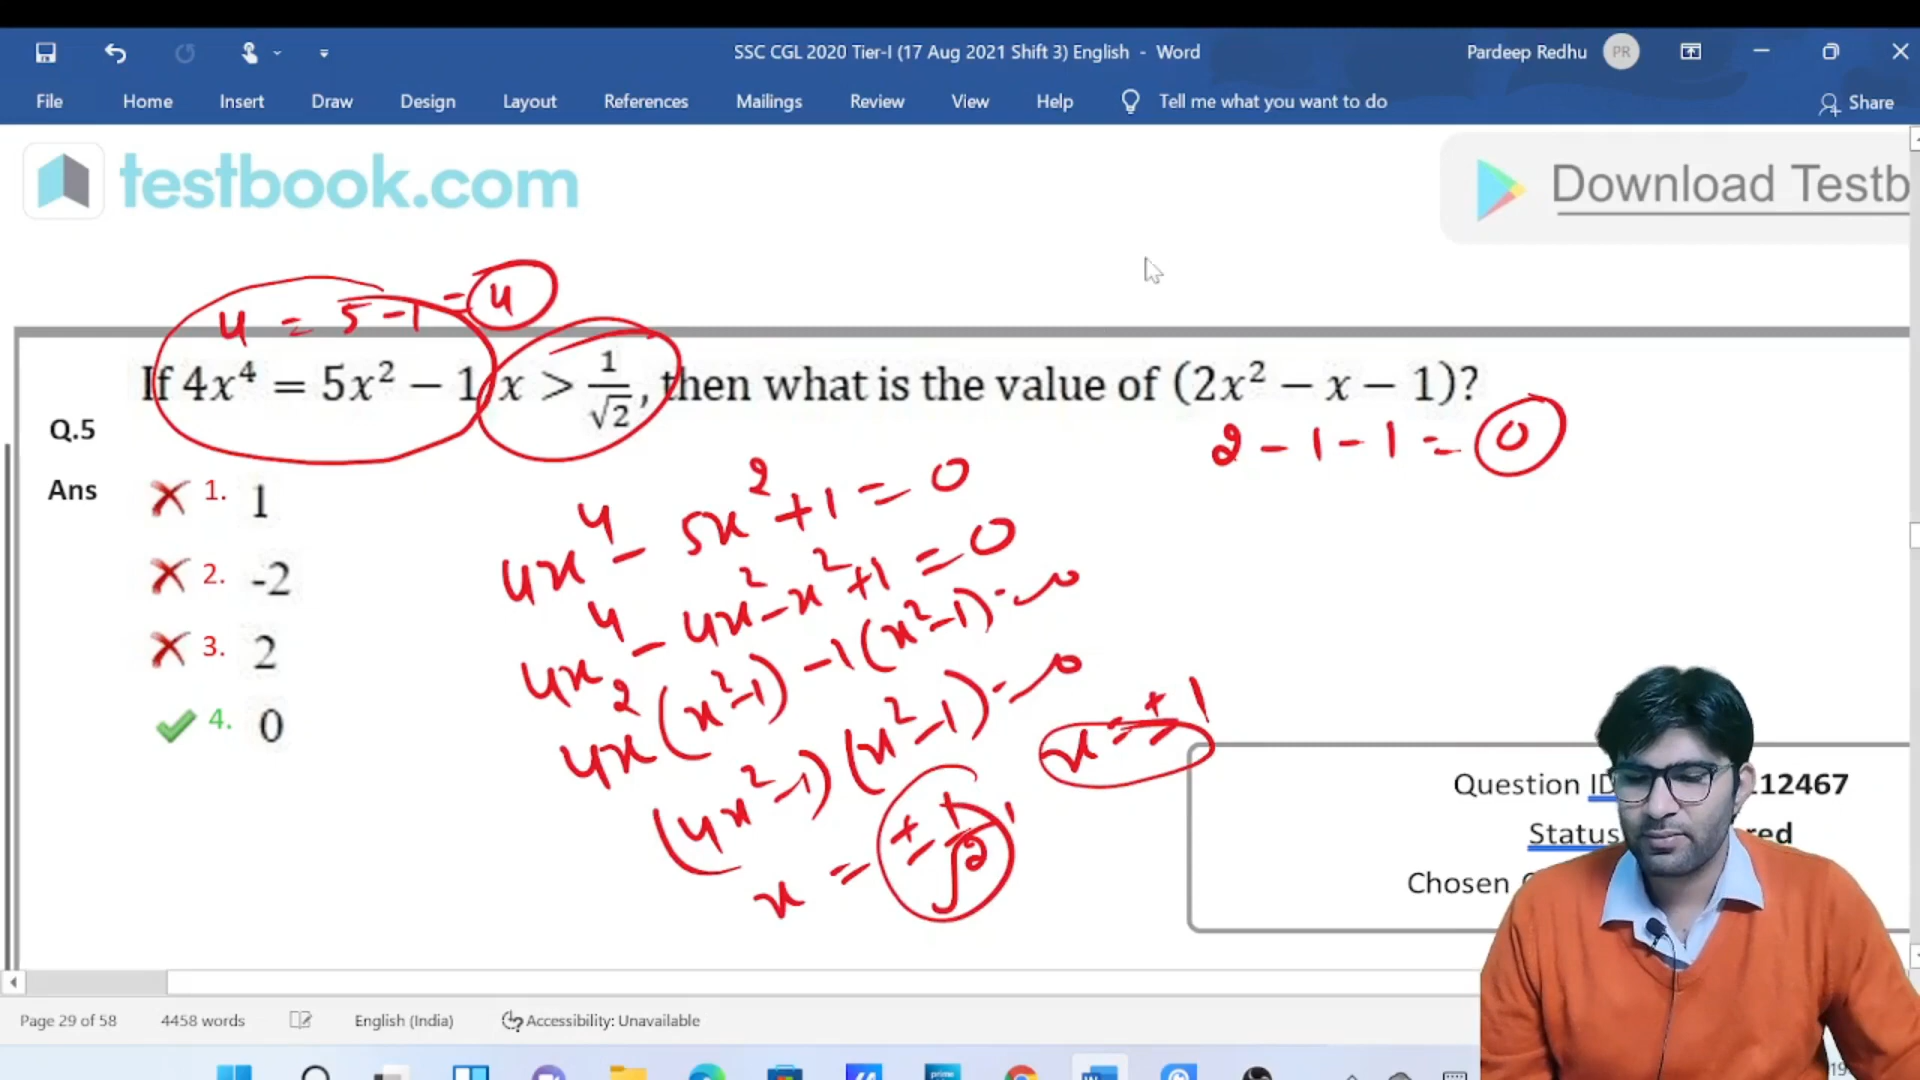 SSC CGL 2020 Tier-I (17 Aug 2021 Shift 3) English - Word
Pardeep Redhu PR
File Home Insert Draw Design Layout References Mailings Review View Help Tell me what you want to do Share
testbook.com
Download Testb
4 = 5-1 = 4
If 4x⁴ = 5x² − 1, x > 1/√2, then what is the value of (2x² − x − 1)?
Q.5
2 - 1 - 1 = 0
Ans
1. 1
2. -2
3. 2
4. 0
4x⁴ - 5x² + 1 = 0
4x⁴ - 4x² - x² + 1 = 0
4x²(x²-1) - 1(x²-1) = 0
(4x²-1)(x²-1) = 0
x = ± 1
x = ± 1/√2
Question ID 12467
Status red
Chosen
Page 29 of 58 4458 words English (India) Accessibility: Unavailable
prime